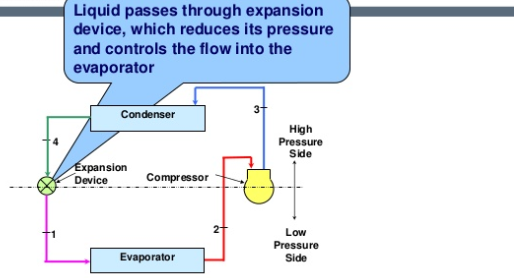 Liquid passes through expansion
device, which reduces its pressure
and controls the flow into the
evaporator
Condenser
3
High
Pressure
Side
4
Expansion
Device
Compressor
1
2
Low
Pressure
Side
Evaporator